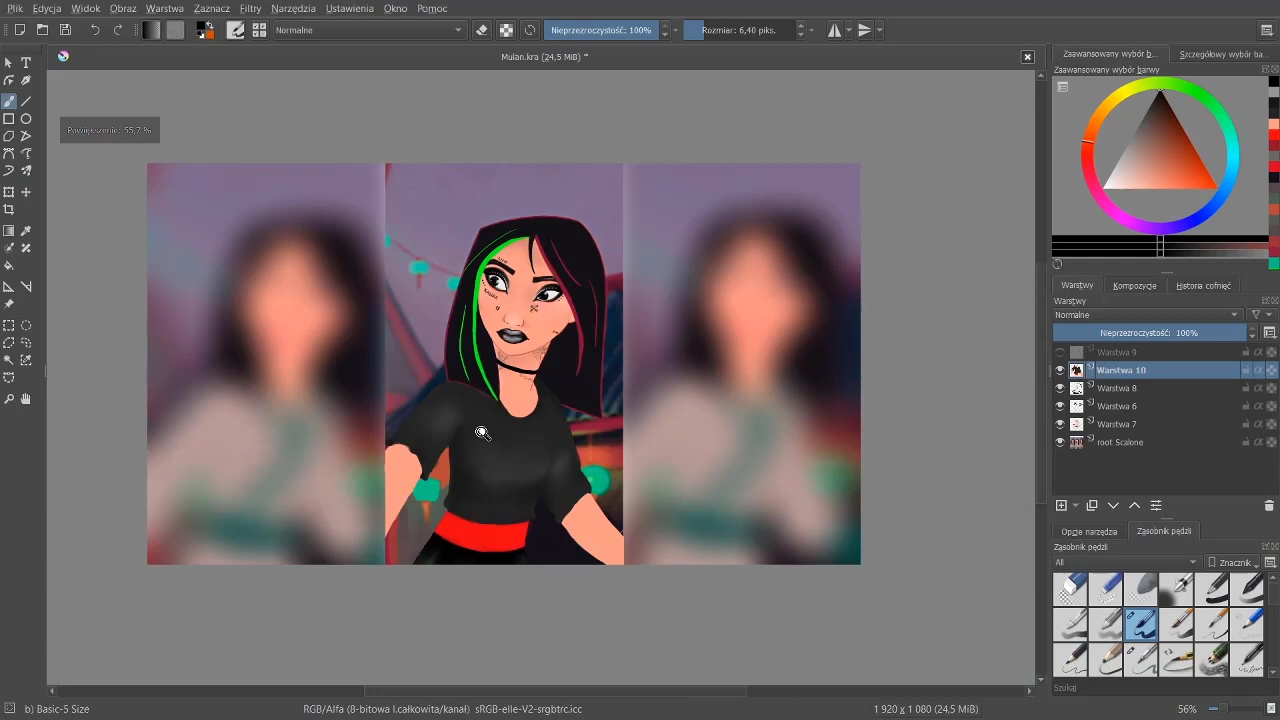 Plik Edycja Widok Obraz Warstwa Zaznacz Filtry Narzędzia Ustawienia Okno Pomoc
Normalne Nieprzezroczystość: 100% Rozmiar: 6,40 piks.
Mulan.kra (24,5 MiB) *
Zaawansowany wybór b... Szczegółowy wybór ba...
Zaawansowany wybór barwy
Powiększenie: 55,7 %
Warstwy Kompozycje Historia cofnięć
Warstwy
Normalne
Nieprzezroczystość: 100%
Warstwa 9
Warstwa 10
Warstwa 8
Warstwa 6
Warstwa 7
root Scalone
Opcje narzędzia Zasobnik pędzli
Zasobnik pędzli
All Znacznik
Szukaj
b) Basic-5 Size RGB/Alfa (8-bitowa l.całkowita/kanał) sRGB-elle-V2-srgbtrc.icc 1 920 x 1 080 (24,5 MiB) 56%